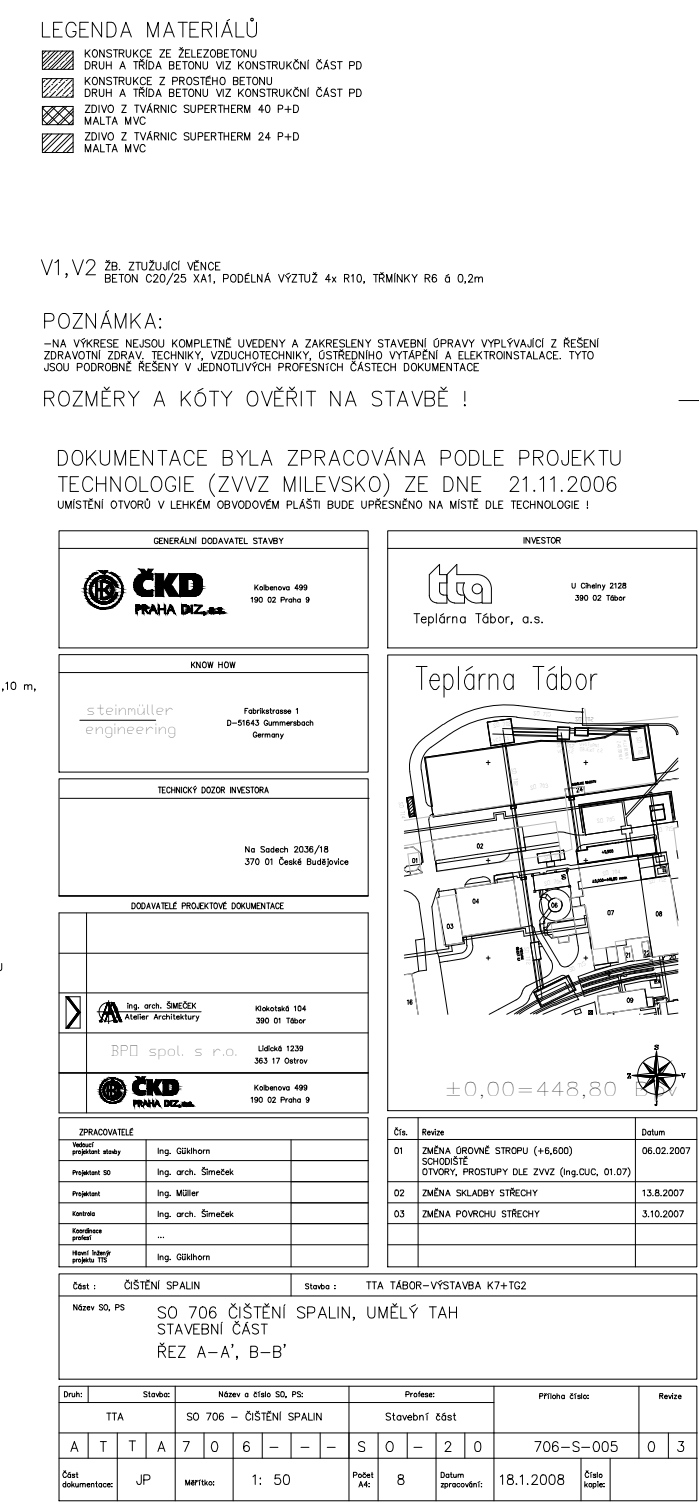 LEGENDA MATERIÁLŮ
KONSTRUKCE ZE ŽELEZOBETONU
DRUH A TŘÍDA BETONU VIZ KONSTRUKČNÍ ČÁST PD
KONSTRUKCE Z PROSTÉHO BETONU
DRUH A TŘÍDA BETONU VIZ KONSTRUKČNÍ ČÁST PD
ZDIVO Z TVÁRNIC SUPERTHERM 40 P+D
MALTA MVC
ZDIVO Z TVÁRNIC SUPERTHERM 24 P+D
MALTA MVC
V1,V2 ŽB. ZTUŽUJÍCÍ VĚNCE
BETON C20/25 XA1, PODÉLNÁ VÝZTUŽ 4x R10, TŘMÍNKY R6 á 0,2m
POZNÁMKA:
-NA VÝKRESE NEJSOU KOMPLETNĚ UVEDENY A ZAKRESLENY STAVEBNÍ ÚPRAVY VYPLÝVAJÍCÍ Z ŘEŠENÍ
ZDRAVOTNÍ ZDRAV. TECHNIKY, VZDUCHOTECHNIKY, ÚSTŘEDNÍHO VYTÁPĚNÍ A ELEKTROINSTALACE. TYTO
JSOU PODROBNĚ ŘEŠENY V JEDNOTLIVÝCH PROFESNÍCH ČÁSTECH DOKUMENTACE
ROZMĚRY A KÓTY OVĚŘIT NA STAVBĚ !
DOKUMENTACE BYLA ZPRACOVÁNA PODLE PROJEKTU
TECHNOLOGIE (ZVVZ MILEVSKO) ZE DNE 21.11.2006
UMÍSTĚNÍ OTVORŮ V LEHKÉM OBVODOVÉM PLÁŠTI BUDE UPŘESNĚNO NA MÍSTĚ DLE TECHNOLOGIE !
GENERÁLNÍ DODAVATEL STAVBY
ČKD
PRAHA DIZ, a.s.
Kolbenova 499
190 02 Praha 9
INVESTOR
tta
Teplárna Tábor, a.s.
U Cihelny 2128
390 02 Tábor
KNOW HOW
steinmüller
engineering
Fabrikstrasse 1
D-51643 Gummersbach
Germany
,10 m,
TECHNICKÝ DOZOR INVESTORA
Na Sadech 2036/18
370 01 České Budějovice
DODAVATELÉ PROJEKTOVÉ DOKUMENTACE
ing. arch. ŠIMEČEK
Atelier Architektury
Klokotská 104
390 01 Tábor
BPO spol. s r.o.
Lidická 1239
363 17 Ostrov
ČKD
PRAHA DIZ, a.s.
Kolbenova 499
190 02 Praha 9
Teplárna Tábor
24
02
01
04
03
06
07
08
09
16
S
Z V
J
±0,00=448,80
ZPRACOVATELÉ
Vedoucí projektant stavby Ing. Güklhorn
Projektant SO Ing. arch. Šimeček
Projektant Ing. Müller
Kontrola Ing. arch. Šimeček
Koordinace profesí ...
Hlavní inženýr projektu TTS Ing. Güklhorn
Čís. Revize Datum
01 ZMĚNA ÚROVNĚ STROPU (+6,600) 06.02.2007
SCHODIŠTĚ
OTVORY, PROSTUPY DLE ZVVZ (Ing.CUC, 01.07)
02 ZMĚNA SKLADBY STŘECHY 13.8.2007
03 ZMĚNA POVRCHU STŘECHY 3.10.2007
Část : ČIŠTĚNÍ SPALIN Stavba : TTA TÁBOR-VÝSTAVBA K7+TG2
Název SO, PS SO 706 ČIŠTĚNÍ SPALIN, UMĚLÝ TAH
STAVEBNÍ ČÁST
ŘEZ A-A', B-B'
Druh: Stavba: Název a číslo SO, PS: Profese: Příloha číslo: Revize
TTA SO 706 - ČIŠTĚNÍ SPALIN Stavební část
A T T A 7 0 6 - - - S O - 2 0 706-S-005 0 3
Část dokumentace: JP Měřítko: 1: 50 Počet A4: 8 Datum zpracování: 18.1.2008 Číslo kopie: